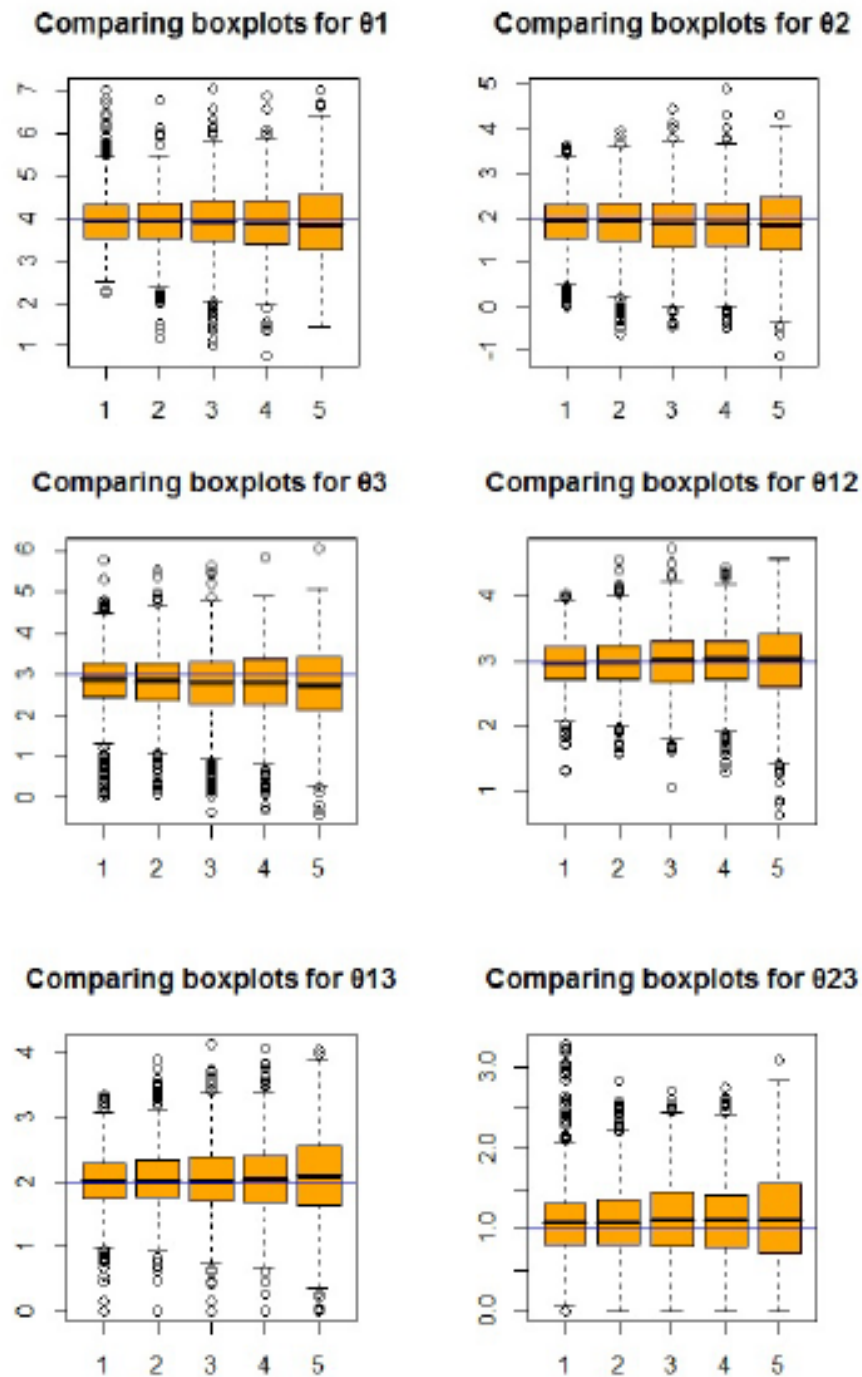 Comparing boxplots for θ1
7
6
5
4
3
2
1
1 2 3 4 5
Comparing boxplots for θ2
5
4
3
2
1
0
-1
1 2 3 4 5
Comparing boxplots for θ3
6
5
4
3
2
1
0
1 2 3 4 5
Comparing boxplots for θ12
4
3
2
1
1 2 3 4 5
Comparing boxplots for θ13
4
3
2
1
0
1 2 3 4 5
Comparing boxplots for θ23
3.0
2.0
1.0
0.0
1 2 3 4 5